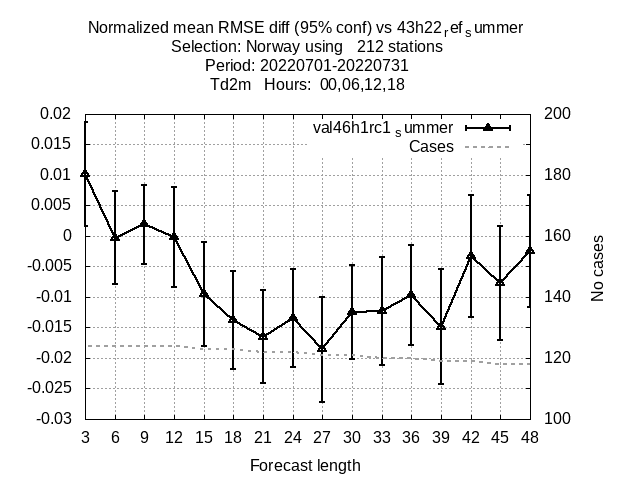 Normalized mean RMSE diff (95% conf) vs 43h22_ref_summer
Selection: Norway using   212 stations
Period: 20220701-20220731
Td2m   Hours:  00,06,12,18
val46h1rc1_summer
Cases
0.02
0.015
0.01
0.005
0
-0.005
-0.01
-0.015
-0.02
-0.025
-0.03
200
180
160
140
120
100
No cases
3 6 9 12 15 18 21 24 27 30 33 36 39 42 45 48
Forecast length